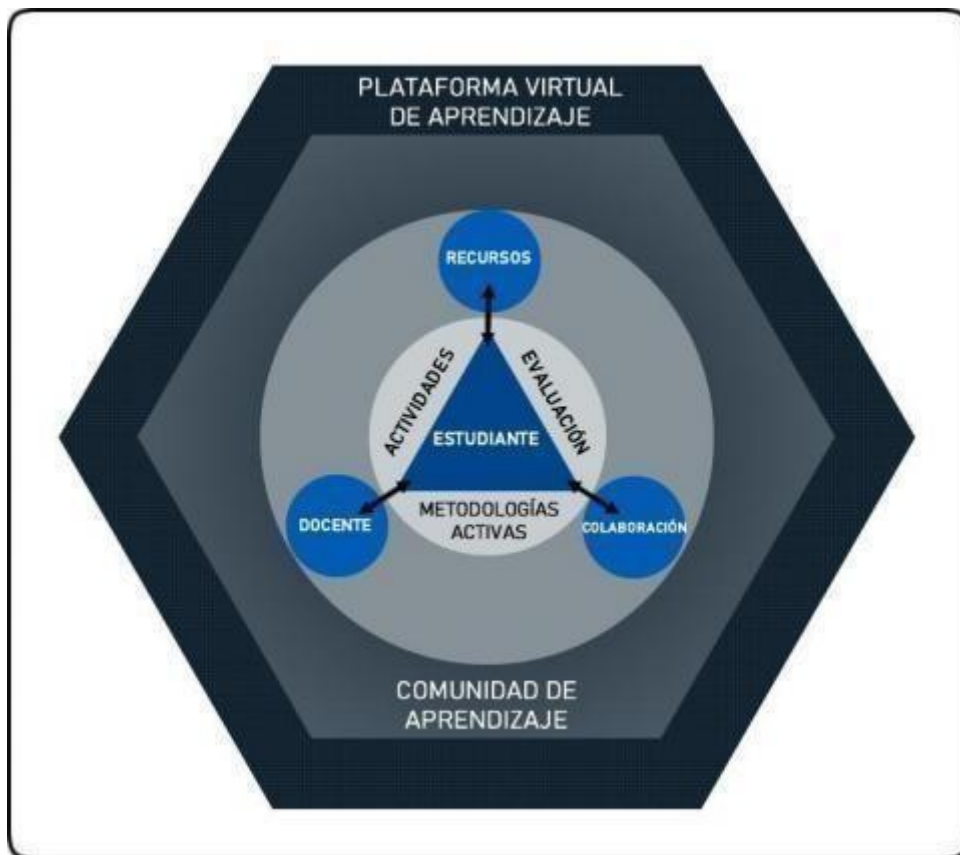 PLATAFORMA VIRTUAL
DE APRENDIZAJE
RECURSOS
ACTIVIDADES
EVALUACIÓN
ESTUDIANTE
DOCENTE
METODOLOGÍAS
ACTIVAS
COLABORACIÓN
COMUNIDAD DE
APRENDIZAJE